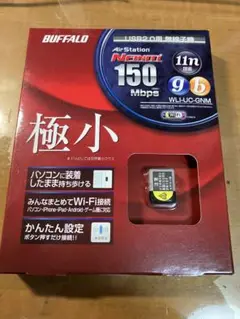 BUFFALO
USB2.0用 無線子機
AirStation
NFINITI
11n
150
Mbps
g b
WLI-UC-GNM
極小
パソコンに装着
したまま持ち歩ける
みんなまとめてWi-Fi接続
パソコン・iPhone・iPad・Android・ゲーム機に対応
かんたん設定
ボタン押すだけ接続!!